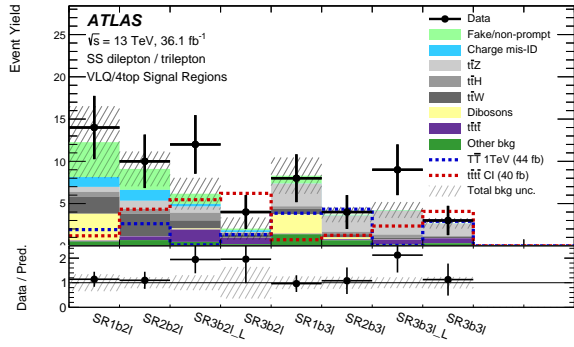 Event Yield
25
20
15
10
5
0
ATLAS
√s = 13 TeV, 36.1 fb⁻¹
SS dilepton / trilepton
VLQ/4top Signal Regions
Data
Fake/non-prompt
Charge mis-ID
tt̄Z
tt̄H
tt̄W
Dibosons
tt̄tt̄
Other bkg
TT̄ 1TeV (44 fb)
tt̄tt̄ CI (40 fb)
Total bkg unc.
Data / Pred.
2
1
0
SR1b2l
SR2b2l
SR3b2l_L
SR3b2l
SR1b3l
SR2b3l
SR3b3l_L
SR3b3l